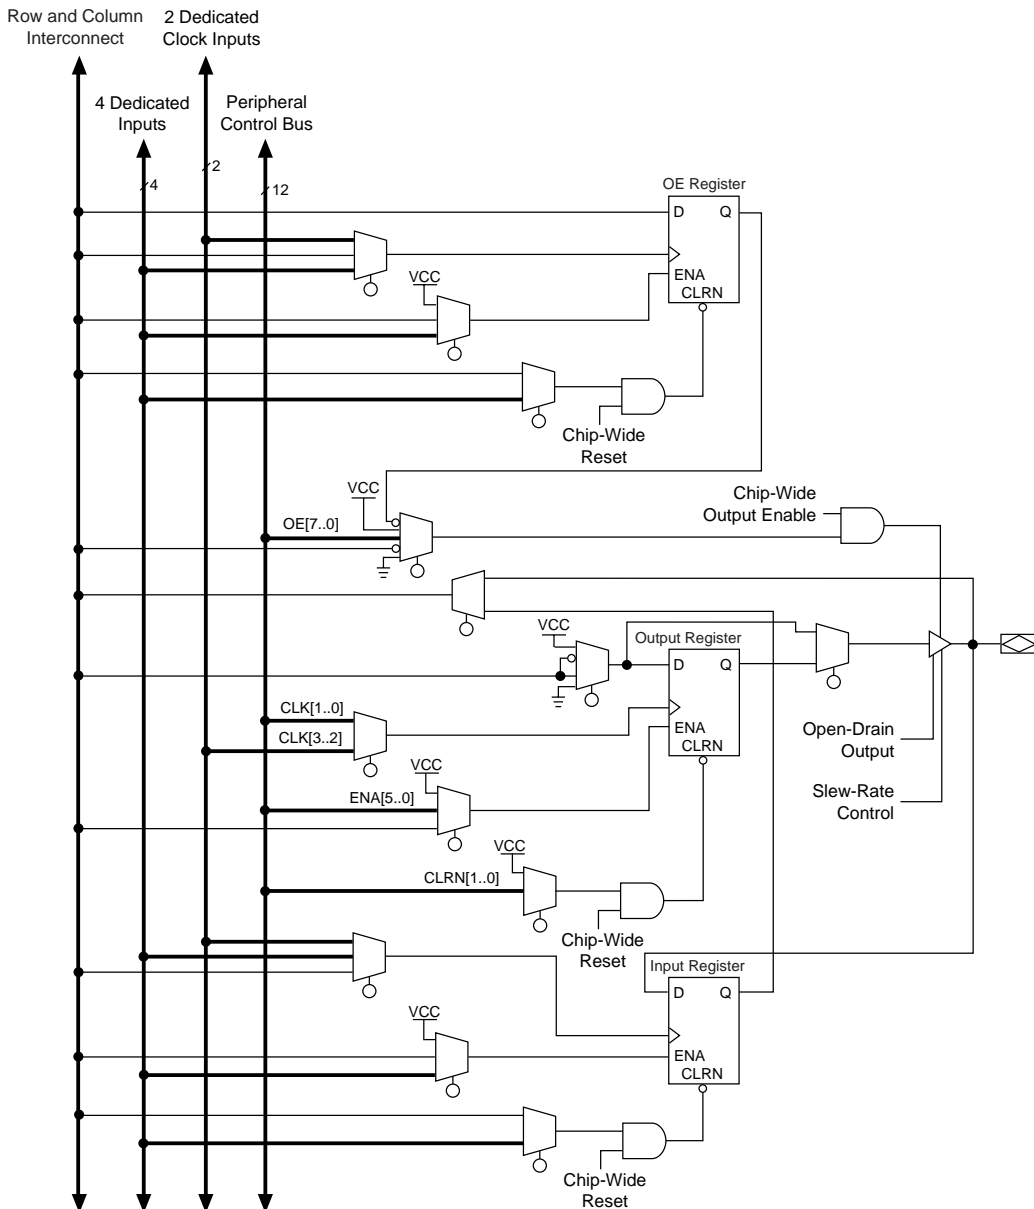 Row and Column
Interconnect
2 Dedicated
Clock Inputs
4 Dedicated
Inputs
Peripheral
Control Bus
2
4
12
OE Register
D Q
ENA
CLRN
VCC
Chip-Wide
Reset
VCC
OE[7..0]
Chip-Wide
Output Enable
VCC
Output Register
D Q
ENA
CLRN
CLK[1..0]
CLK[3..2]
VCC
ENA[5..0]
Open-Drain
Output
Slew-Rate
Control
VCC
CLRN[1..0]
Chip-Wide
Reset
Input Register
D Q
ENA
CLRN
VCC
Chip-Wide
Reset